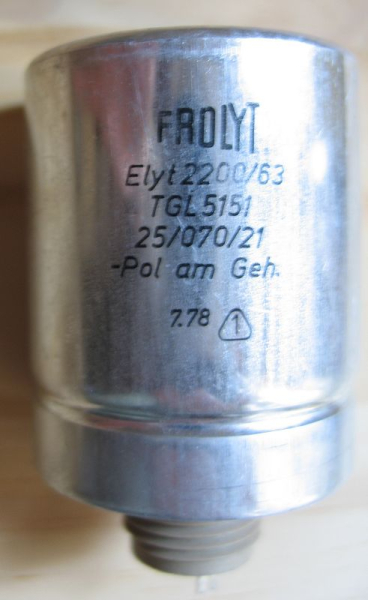 FROLYT
Elyt 2200/63
TGL 5151
25/070/21
-Pol am Geh.
7.78 1